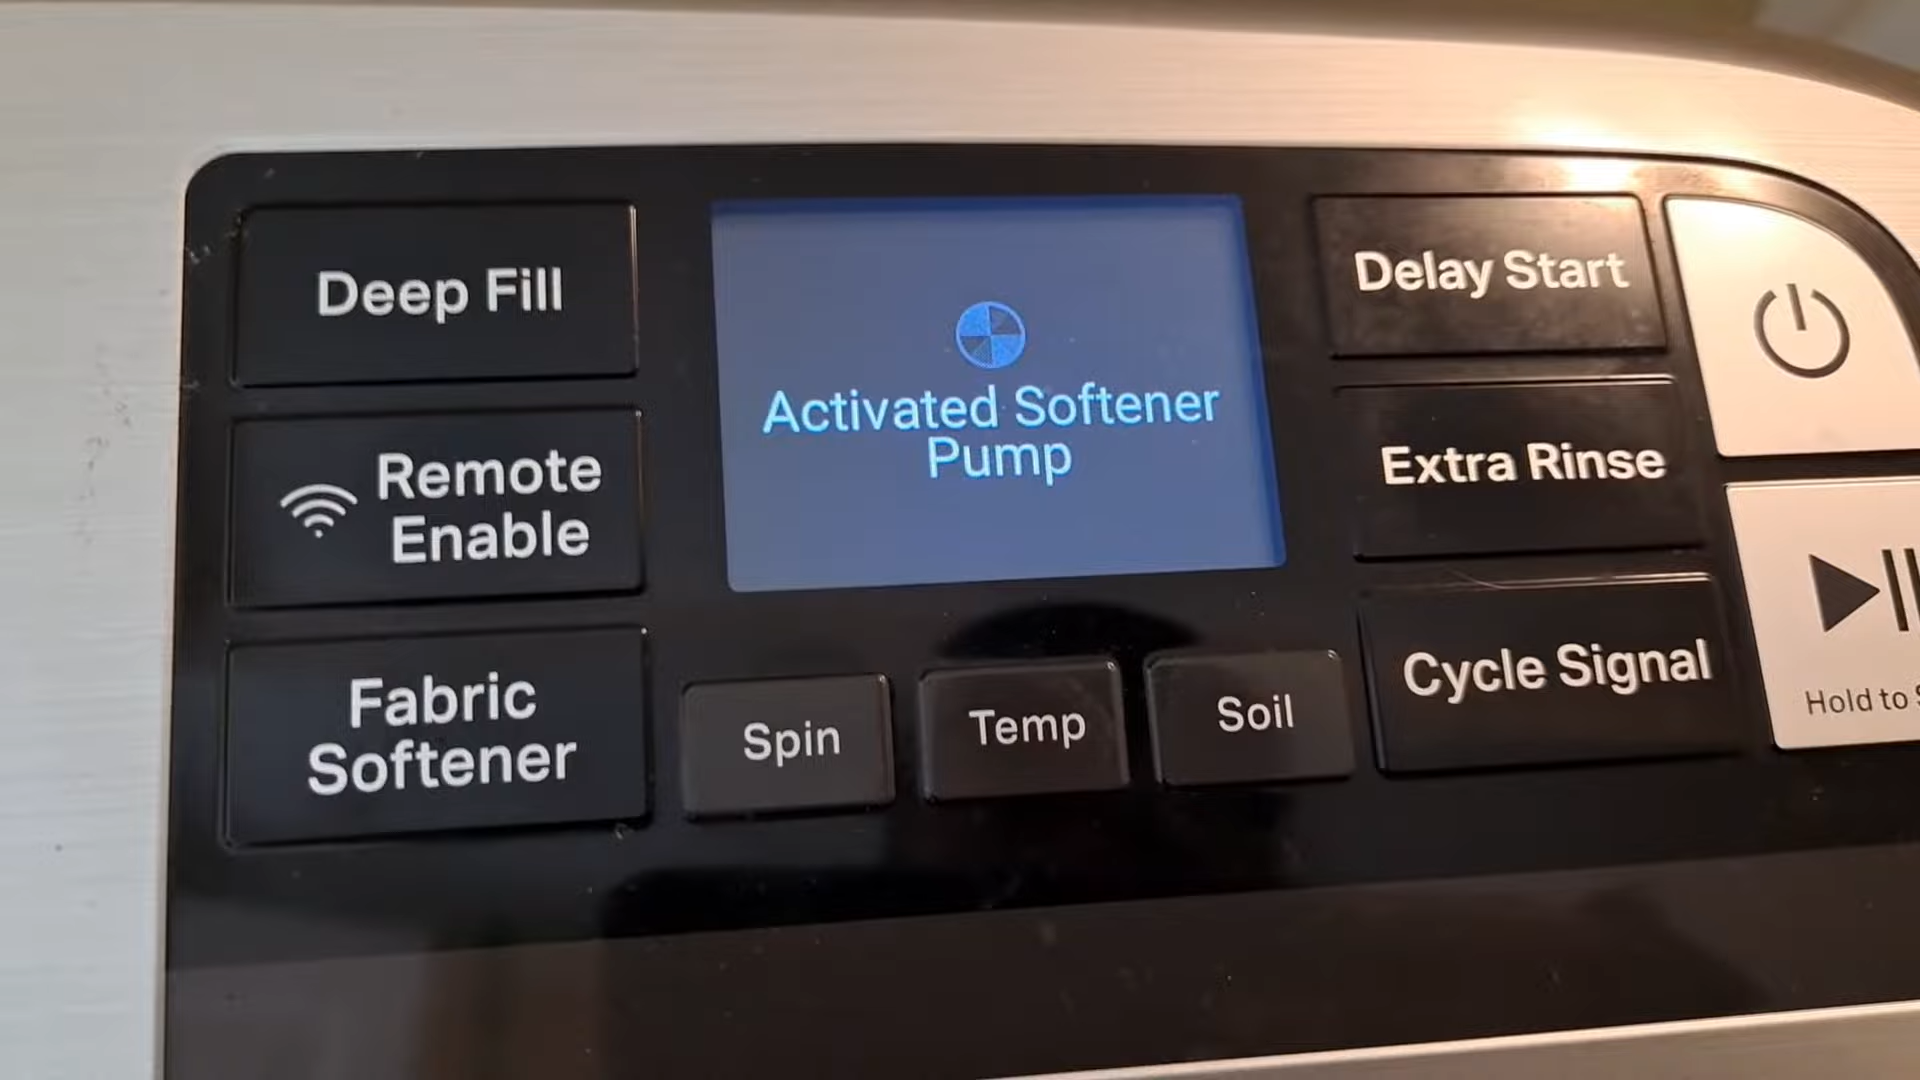 Deep Fill
Remote
Enable
Fabric
Softener
Activated Softener
Pump
Spin
Temp
Soil
Delay Start
Extra Rinse
Cycle Signal
Hold to